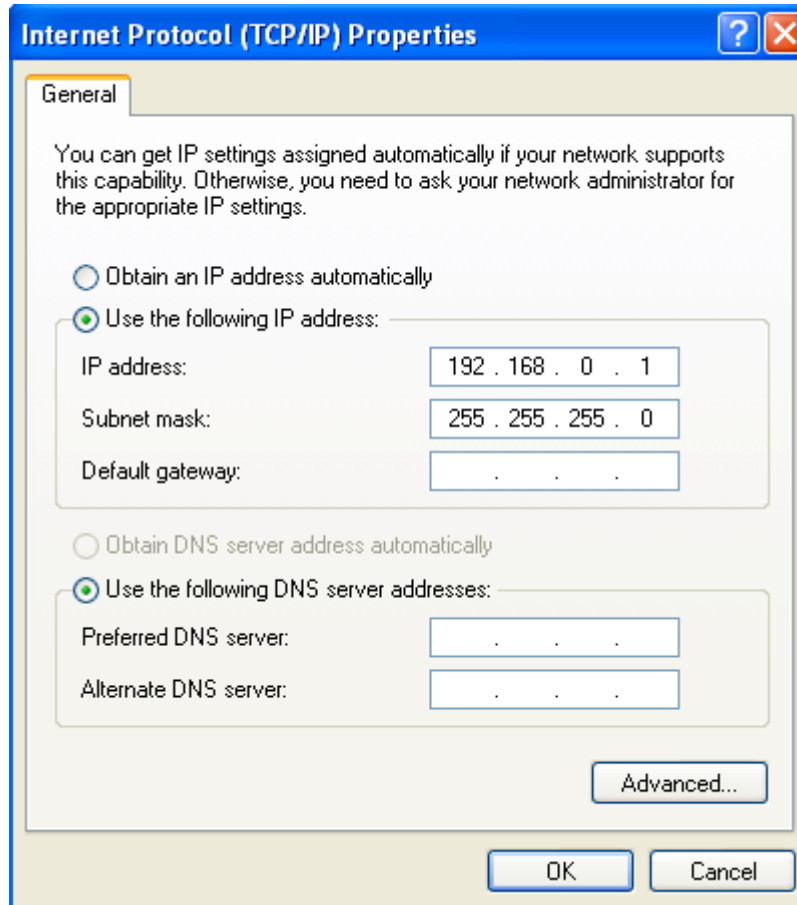 Internet Protocol (TCP/IP) Properties
General
You can get IP settings assigned automatically if your network supports
this capability. Otherwise, you need to ask your network administrator for
the appropriate IP settings.
Obtain an IP address automatically
Use the following IP address:
IP address: 192 . 168 . 0 . 1
Subnet mask: 255 . 255 . 255 . 0
Default gateway: . . .
Obtain DNS server address automatically
Use the following DNS server addresses:
Preferred DNS server: . . .
Alternate DNS server: . . .
Advanced...
OK Cancel